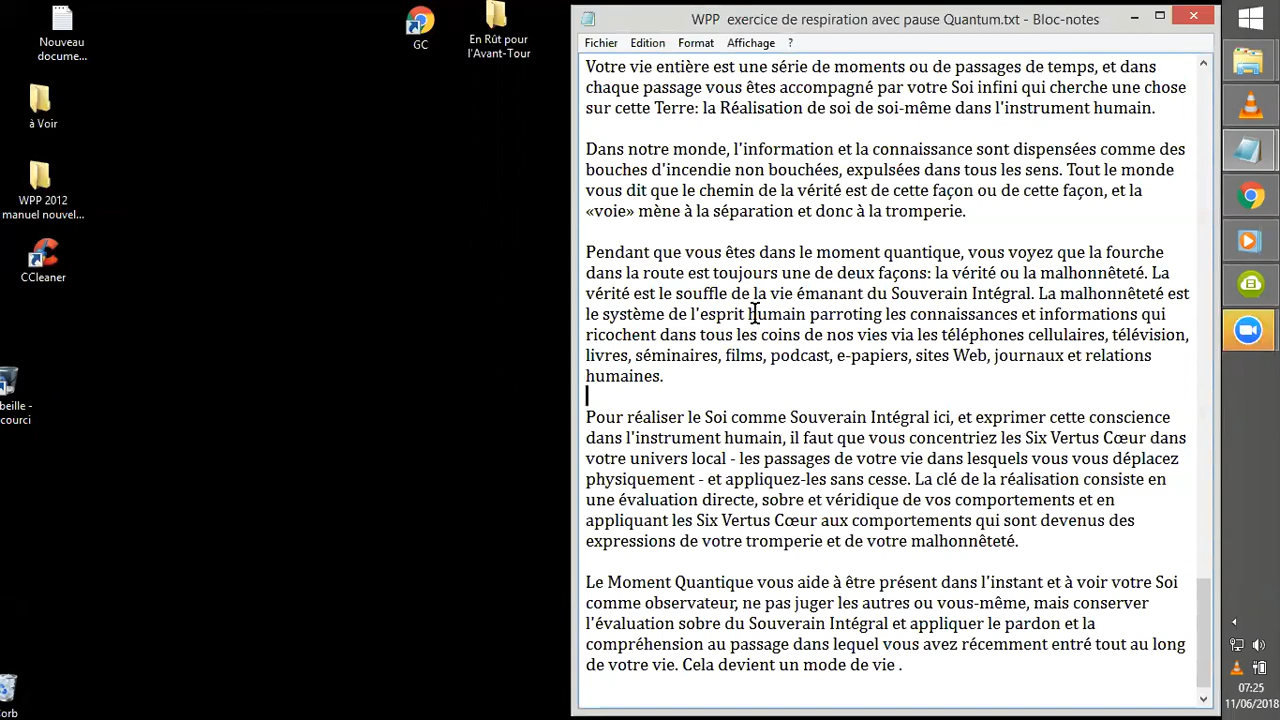 Nouveau
docume...
à Voir
WPP 2012
manuel nouvel...
CCleaner
beille -
courci
Corb
GC
En Rût pour
l'Avant-Tour
WPP exercice de respiration avec pause Quantum.txt - Bloc-notes
Fichier Edition Format Affichage ?
Votre vie entière est une série de moments ou de passages de temps, et dans
chaque passage vous êtes accompagné par votre Soi infini qui cherche une chose
sur cette Terre: la Réalisation de soi de soi-même dans l'instrument humain.
Dans notre monde, l'information et la connaissance sont dispensées comme des
bouches d'incendie non bouchées, expulsées dans tous les sens. Tout le monde
vous dit que le chemin de la vérité est de cette façon ou de cette façon, et la
«voie» mène à la séparation et donc à la tromperie.
Pendant que vous êtes dans le moment quantique, vous voyez que la fourche
dans la route est toujours une de deux façons: la vérité ou la malhonnêteté. La
vérité est le souffle de la vie émanant du Souverain Intégral. La malhonnêteté est
le système de l'esprit humain parroting les connaissances et informations qui
ricochent dans tous les coins de nos vies via les téléphones cellulaires, télévision,
livres, séminaires, films, podcast, e-papiers, sites Web, journaux et relations
humaines.
Pour réaliser le Soi comme Souverain Intégral ici, et exprimer cette conscience
dans l'instrument humain, il faut que vous concentriez les Six Vertus Cœur dans
votre univers local - les passages de votre vie dans lesquels vous vous déplacez
physiquement - et appliquez-les sans cesse. La clé de la réalisation consiste en
une évaluation directe, sobre et véridique de vos comportements et en
appliquant les Six Vertus Cœur aux comportements qui sont devenus des
expressions de votre tromperie et de votre malhonnêteté.
Le Moment Quantique vous aide à être présent dans l'instant et à voir votre Soi
comme observateur, ne pas juger les autres ou vous-même, mais conserver
l'évaluation sobre du Souverain Intégral et appliquer le pardon et la
compréhension au passage dans lequel vous avez récemment entré tout au long
de votre vie. Cela devient un mode de vie .
07:25
11/06/2018